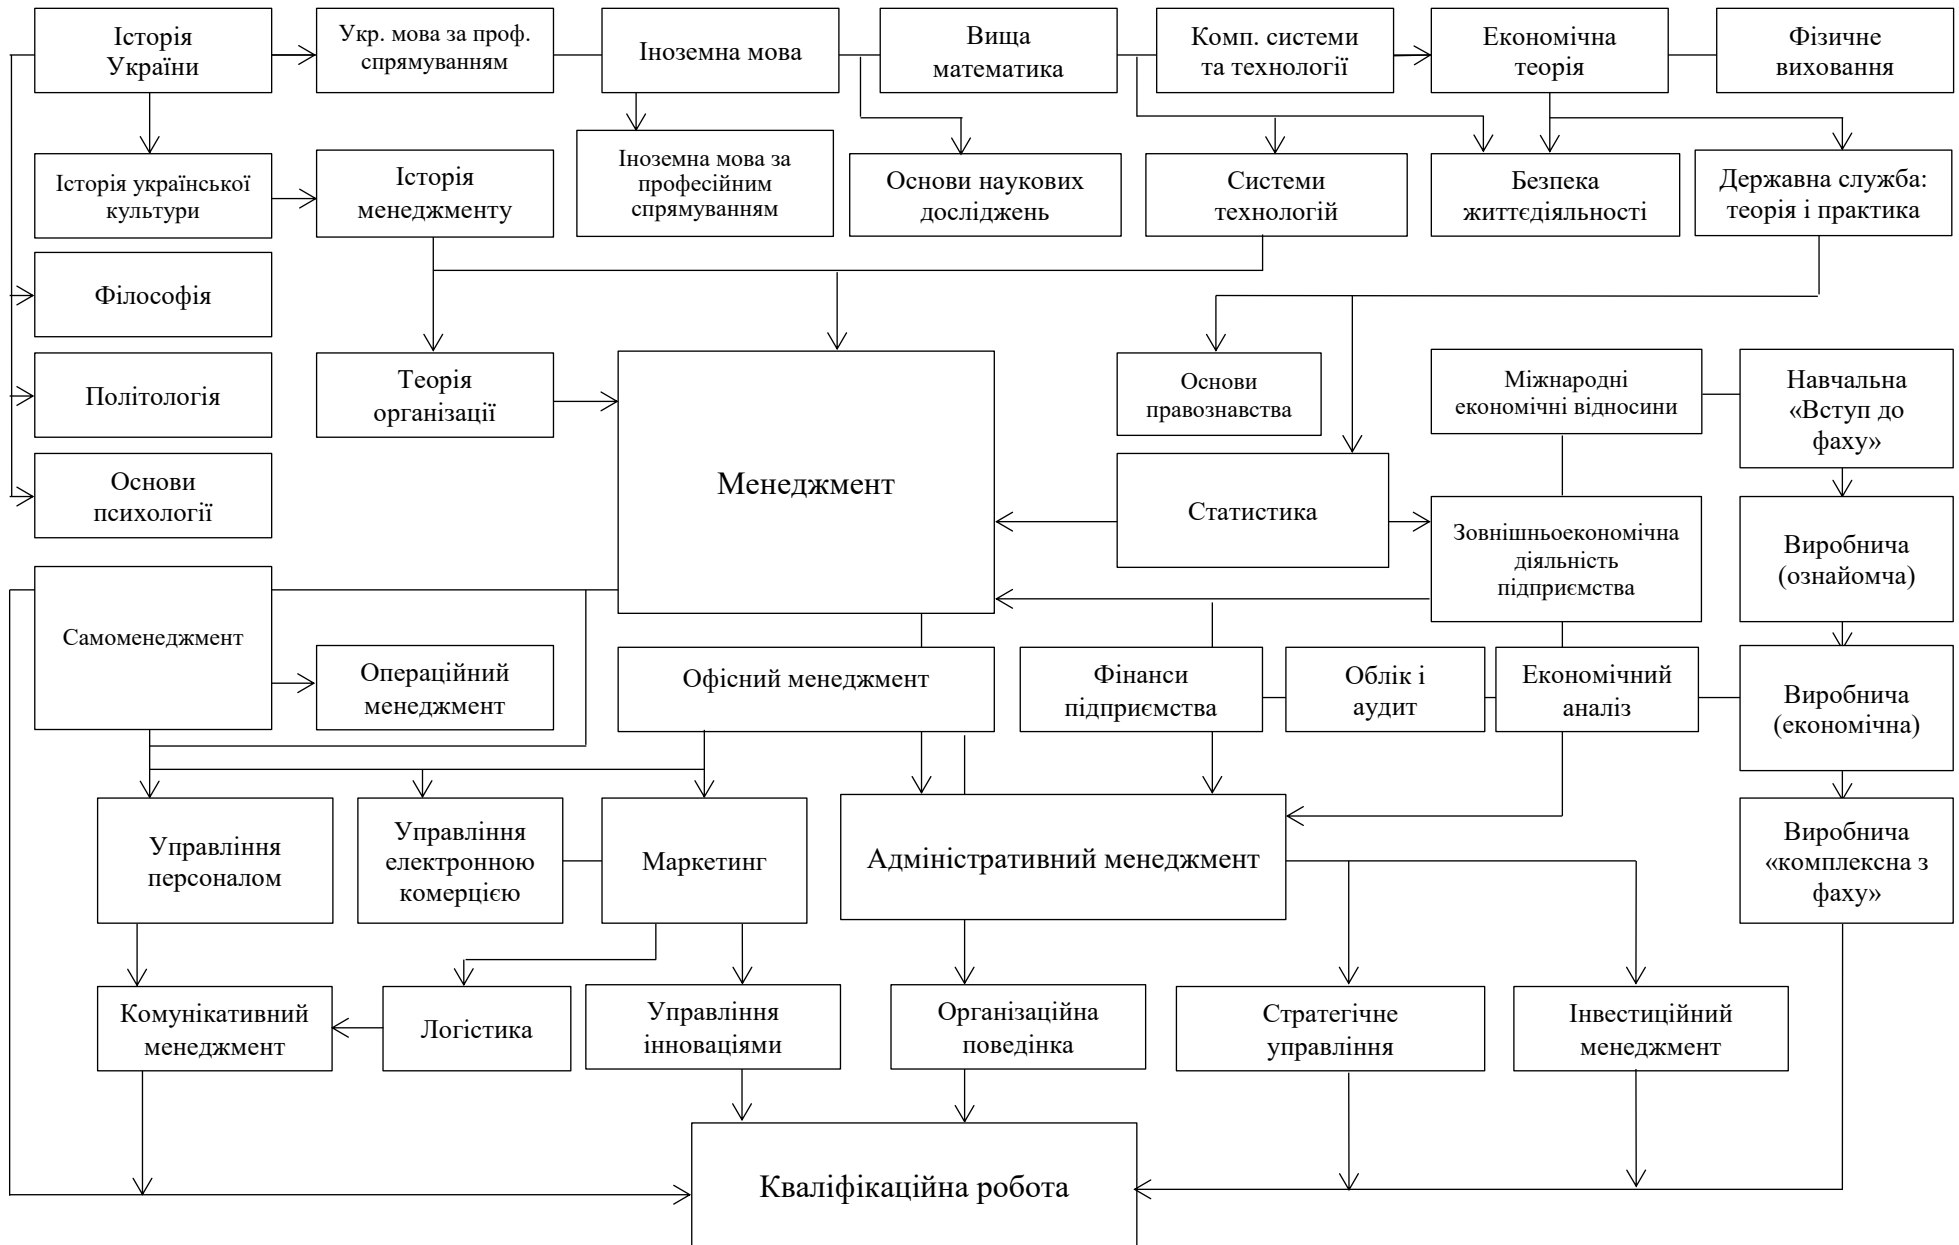 Історія
України
Укр. мова за проф.
спрямуванням
Іноземна мова
Вища
математика
Комп. системи
та технології
Економічна
теорія
Фізичне
виховання
Історія української
культури
Історія
менеджменту
Іноземна мова за
професійним
спрямуванням
Основи наукових
досліджень
Системи
технологій
Безпека
життєдіяльності
Державна служба:
теорія і практика
Філософія
Політологія
Теорія
організації
Менеджмент
Основи
правознавства
Міжнародні
економічні відносини
Навчальна
«Вступ до
фаху»
Основи
психології
Статистика
Зовнішньоекономічна
діяльність
підприємства
Виробнича
(ознайомча)
Самоменеджмент
Операційний
менеджмент
Офісний менеджмент
Фінанси
підприємства
Облік і
аудит
Економічний
аналіз
Виробнича
(економічна)
Управління
персоналом
Управління
електронною
комерцією
Маркетинг
Адміністративний менеджмент
Виробнича
«комплексна з
фаху»
Комунікативний
менеджмент
Логістика
Управління
інноваціями
Організаційна
поведінка
Стратегічне
управління
Інвестиційний
менеджмент
Кваліфікаційна робота